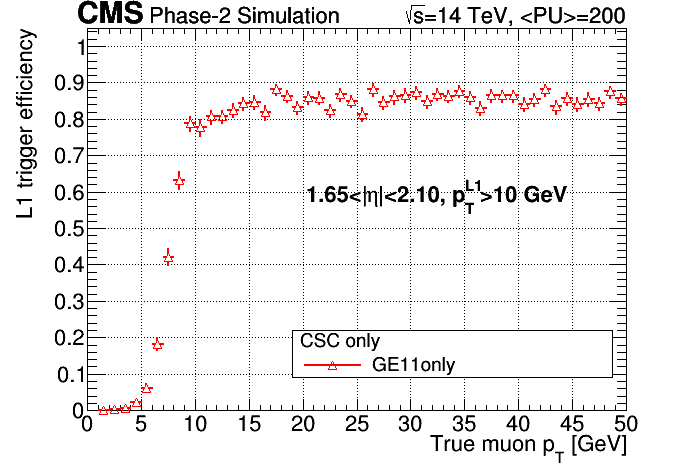 CMS Phase-2 Simulation √s=14 TeV, <PU>=200
L1 trigger efficiency
1
0.9
0.8
0.7
0.6
0.5
0.4
0.3
0.2
0.1
0
1.65<|η|<2.10, p_T^L1>10 GeV
CSC only
GE11only
0 5 10 15 20 25 30 35 40 45 50
True muon p_T [GeV]